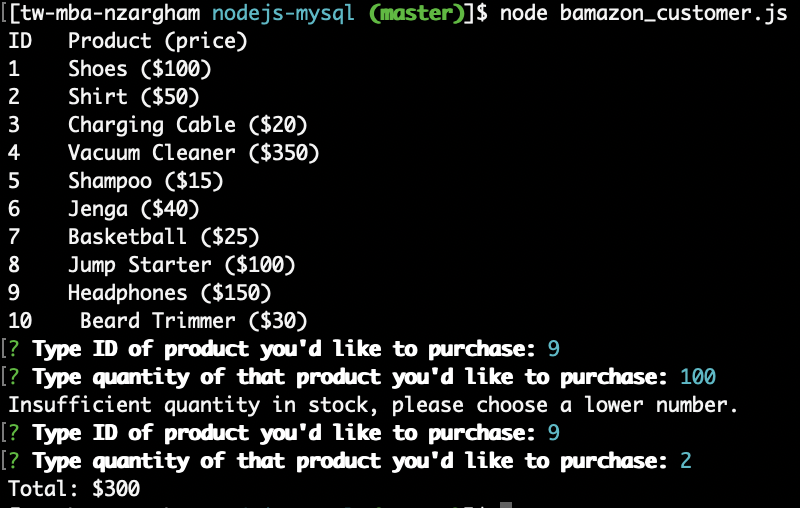 [[tw-mba-nzargham nodejs-mysql (master)]$ node bamazon_customer.js
ID   Product (price)
1    Shoes ($100)
2    Shirt ($50)
3    Charging Cable ($20)
4    Vacuum Cleaner ($350)
5    Shampoo ($15)
6    Jenga ($40)
7    Basketball ($25)
8    Jump Starter ($100)
9    Headphones ($150)
10    Beard Trimmer ($30)
[? Type ID of product you'd like to purchase: 9
[? Type quantity of that product you'd like to purchase: 100
Insufficient quantity in stock, please choose a lower number.
[? Type ID of product you'd like to purchase: 9
[? Type quantity of that product you'd like to purchase: 2
Total: $300